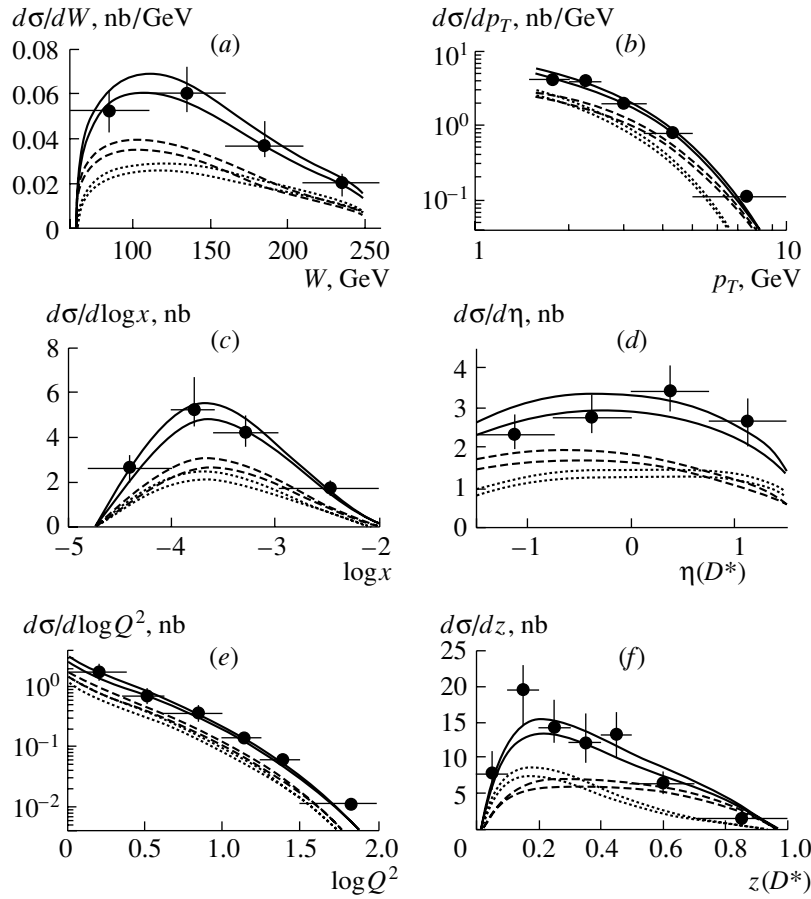 dσ/dW, nb/GeV
(a)
0.08
0.06
0.04
0.02
0
100 150 200 250
W, GeV
dσ/dp_T, nb/GeV
(b)
10^1
10^0
10^{-1}
1 10
p_T, GeV
dσ/dlogx, nb
(c)
8
6
4
2
0
−5 −4 −3 −2
logx
dσ/dη, nb
(d)
4
3
2
1
0
−1 0 1
η(D*)
dσ/dlogQ^2, nb
(e)
10^0
10^{-1}
10^{-2}
0 0.5 1.0 1.5 2.0
logQ^2
dσ/dz, nb
(f)
25
20
15
10
5
0 0.2 0.4 0.6 0.8 1.0
z(D*)